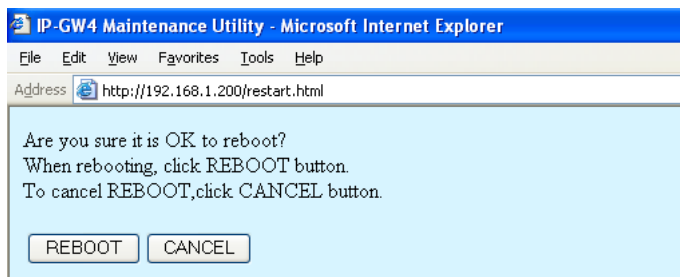 IP-GW4 Maintenance Utility - Microsoft Internet Explorer
File Edit View Favorites Tools Help
Address http://192.168.1.200/restart.html
Are you sure it is OK to reboot?
When rebooting, click REBOOT button.
To cancel REBOOT,click CANCEL button.
REBOOT CANCEL